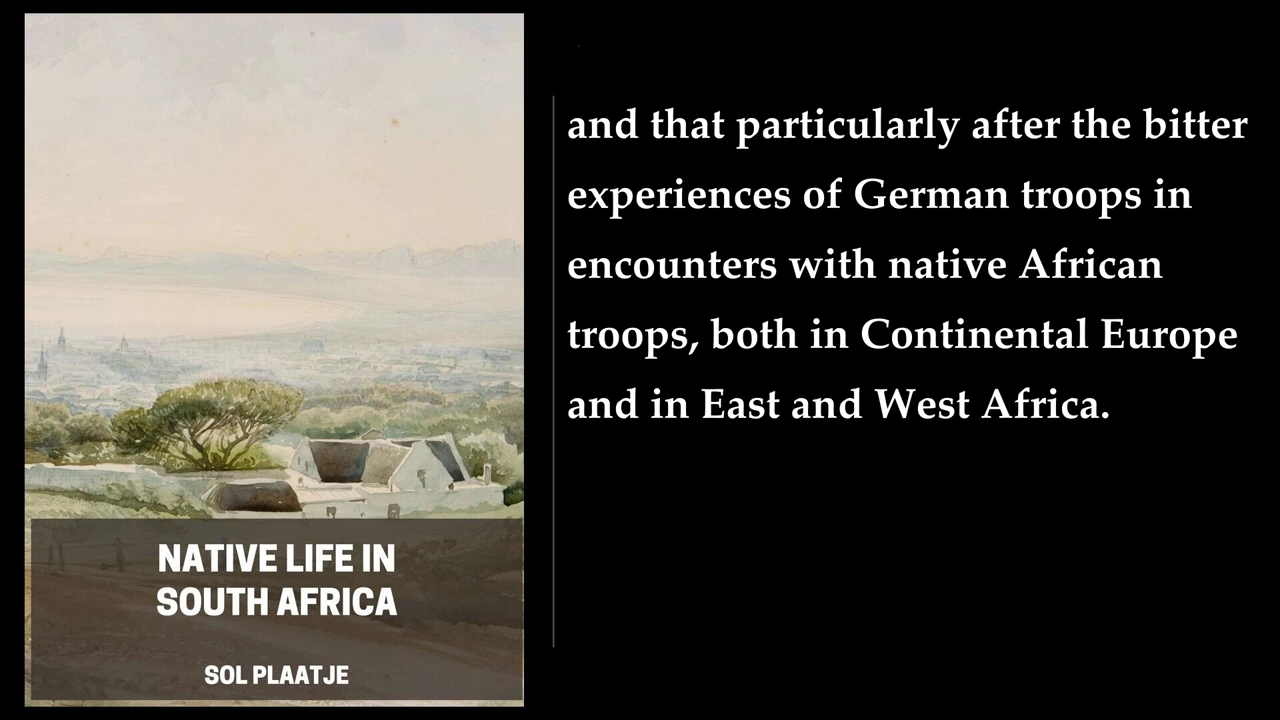 NATIVE LIFE IN
SOUTH AFRICA
SOL PLAATJE
and that particularly after the bitter
experiences of German troops in
encounters with native African
troops, both in Continental Europe
and in East and West Africa.